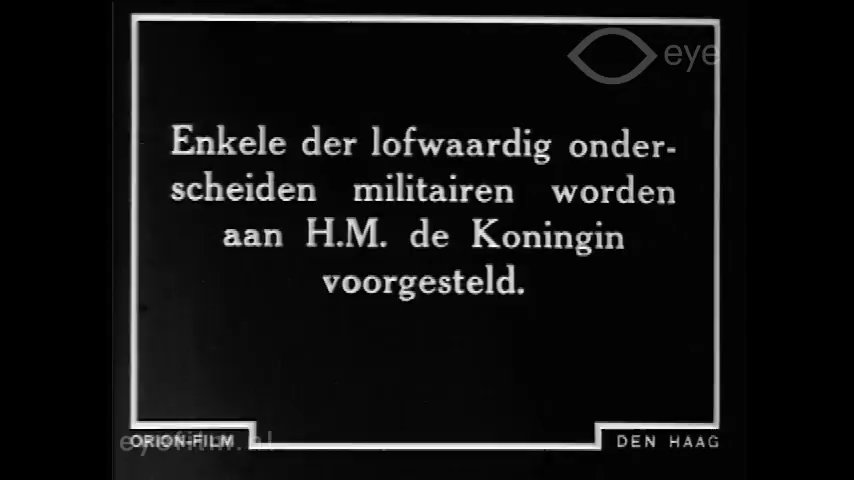 eye
Enkele der lofwaardig onder-
scheiden militairen worden
aan H.M. de Koningin
voorgesteld.
ORION-FILM
eyefilm.nl
DEN HAAG